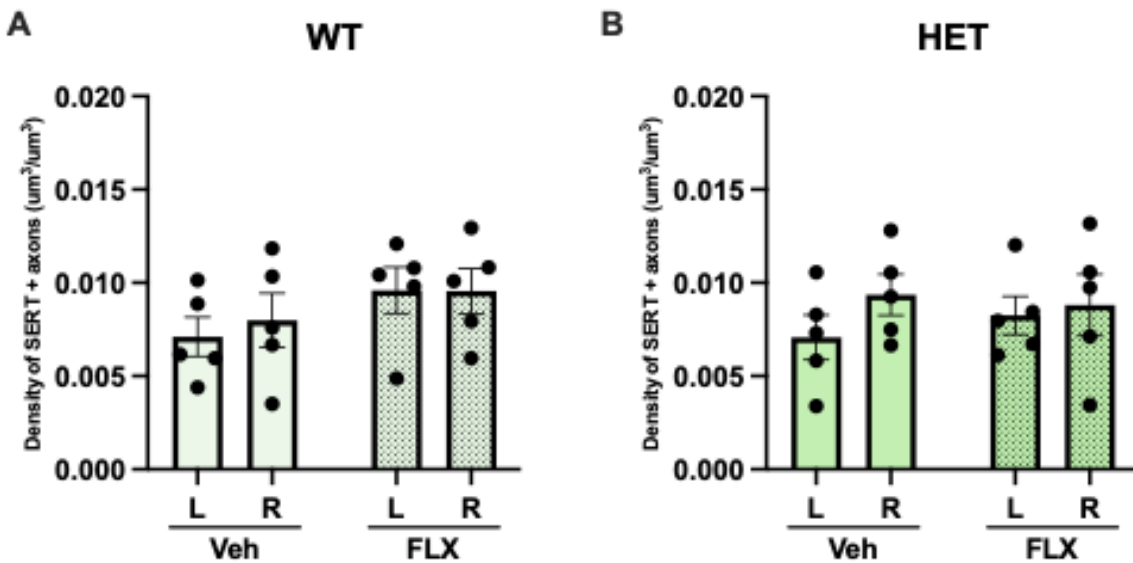 A
WT
Density of SERT + axons (um³/um³)
0.020
0.015
0.010
0.005
0.000
L R L R
Veh FLX
B
HET
Density of SERT + axons (um³/um³)
0.020
0.015
0.010
0.005
0.000
L R L R
Veh FLX